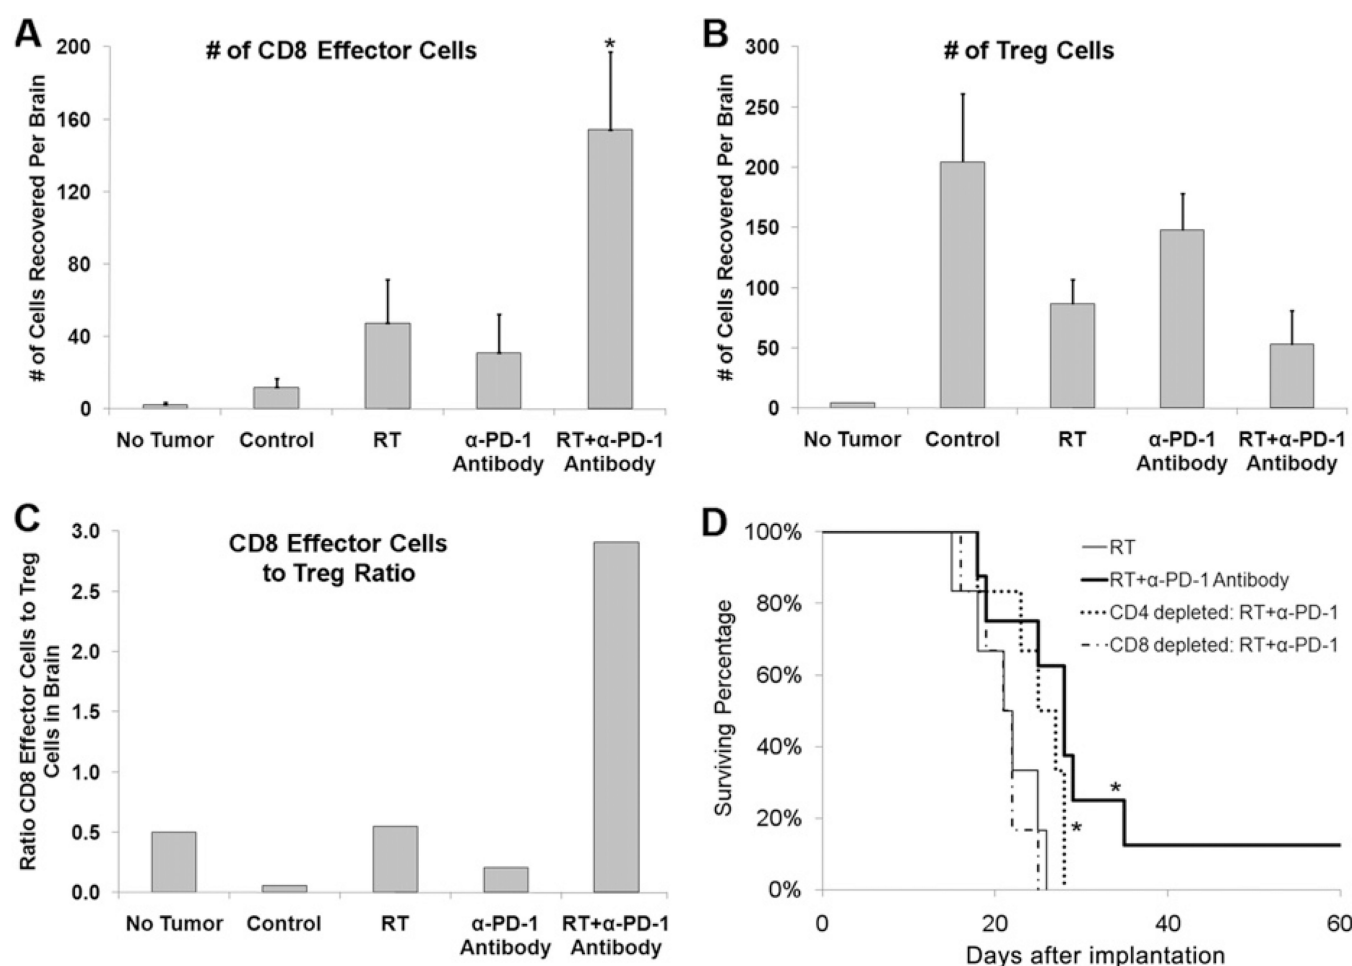 A
# of CD8 Effector Cells
# of Cells Recovered Per Brain
200
160
120
80
40
0
*
No Tumor
Control
RT
α-PD-1
Antibody
RT+α-PD-1
Antibody
B
# of Treg Cells
# of Cells Recovered Per Brain
300
250
200
150
100
50
0
No Tumor
Control
RT
α-PD-1
Antibody
RT+α-PD-1
Antibody
C
CD8 Effector Cells
to Treg Ratio
Ratio CD8 Effector Cells to Treg
Cells in Brain
3.0
2.5
2.0
1.5
1.0
0.5
0.0
No Tumor
Control
RT
α-PD-1
Antibody
RT+α-PD-1
Antibody
D
Surviving Percentage
100%
80%
60%
40%
20%
0%
RT
RT+α-PD-1 Antibody
CD4 depleted: RT+α-PD-1
CD8 depleted: RT+α-PD-1
*
*
0
20
40
60
Days after implantation